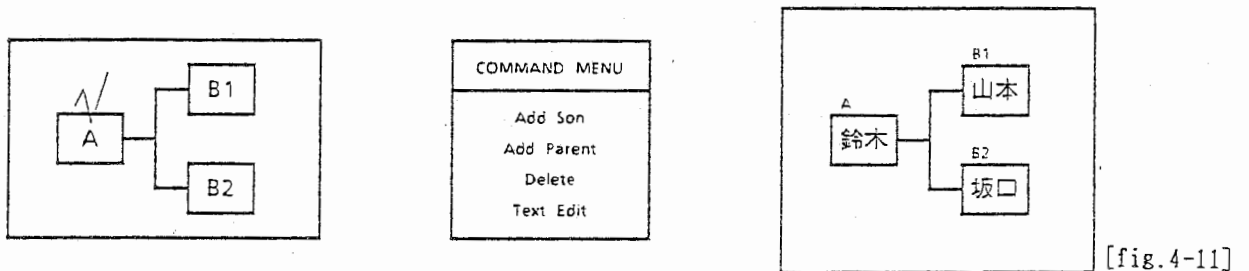 A
B1
B2
COMMAND MENU
Add Son
Add Parent
Delete
Text Edit
A
鈴木
B1
山本
B2
坂口
[fig.4-11]